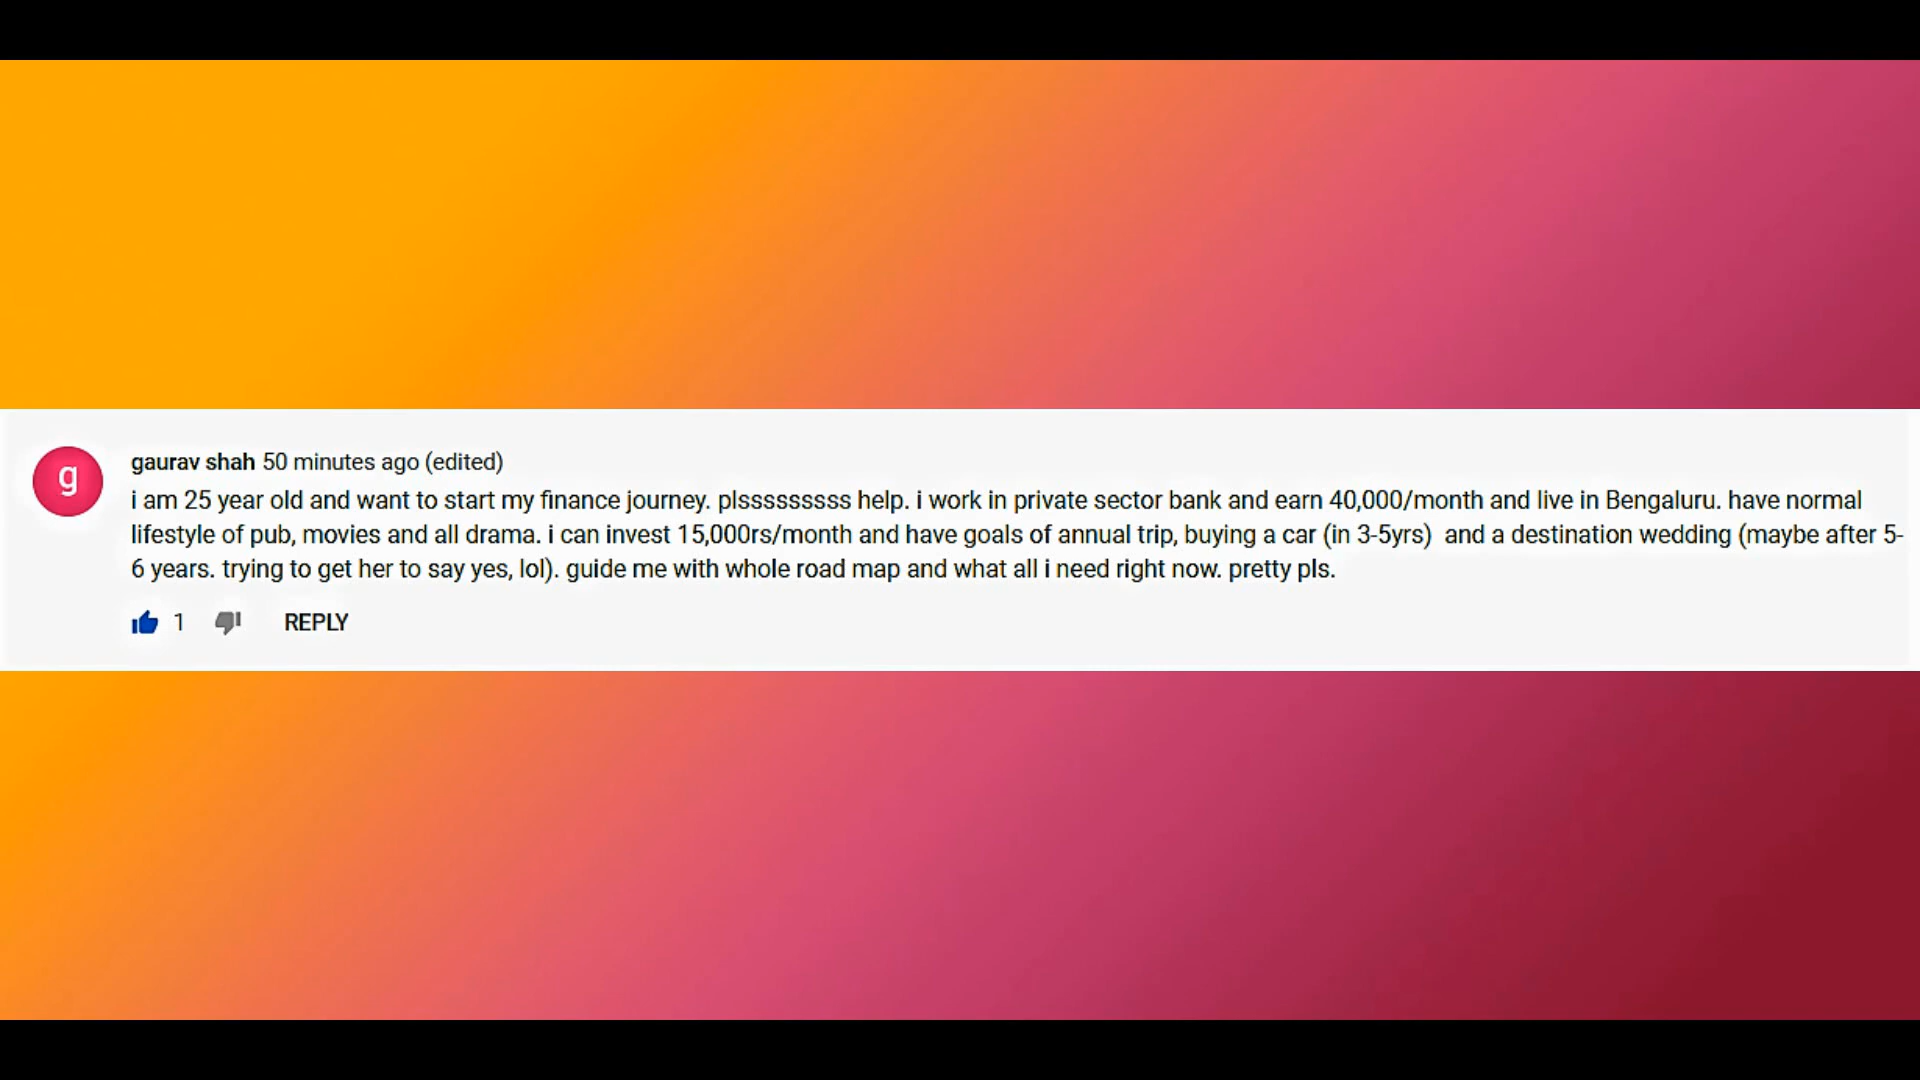 g
gaurav shah 50 minutes ago (edited)
i am 25 year old and want to start my finance journey. plsssssssss help. i work in private sector bank and earn 40,000/month and live in Bengaluru. have normal
lifestyle of pub, movies and all drama. i can invest 15,000rs/month and have goals of annual trip, buying a car (in 3-5yrs)  and a destination wedding (maybe after 5-
6 years. trying to get her to say yes, lol). guide me with whole road map and what all i need right now. pretty pls.
1 REPLY